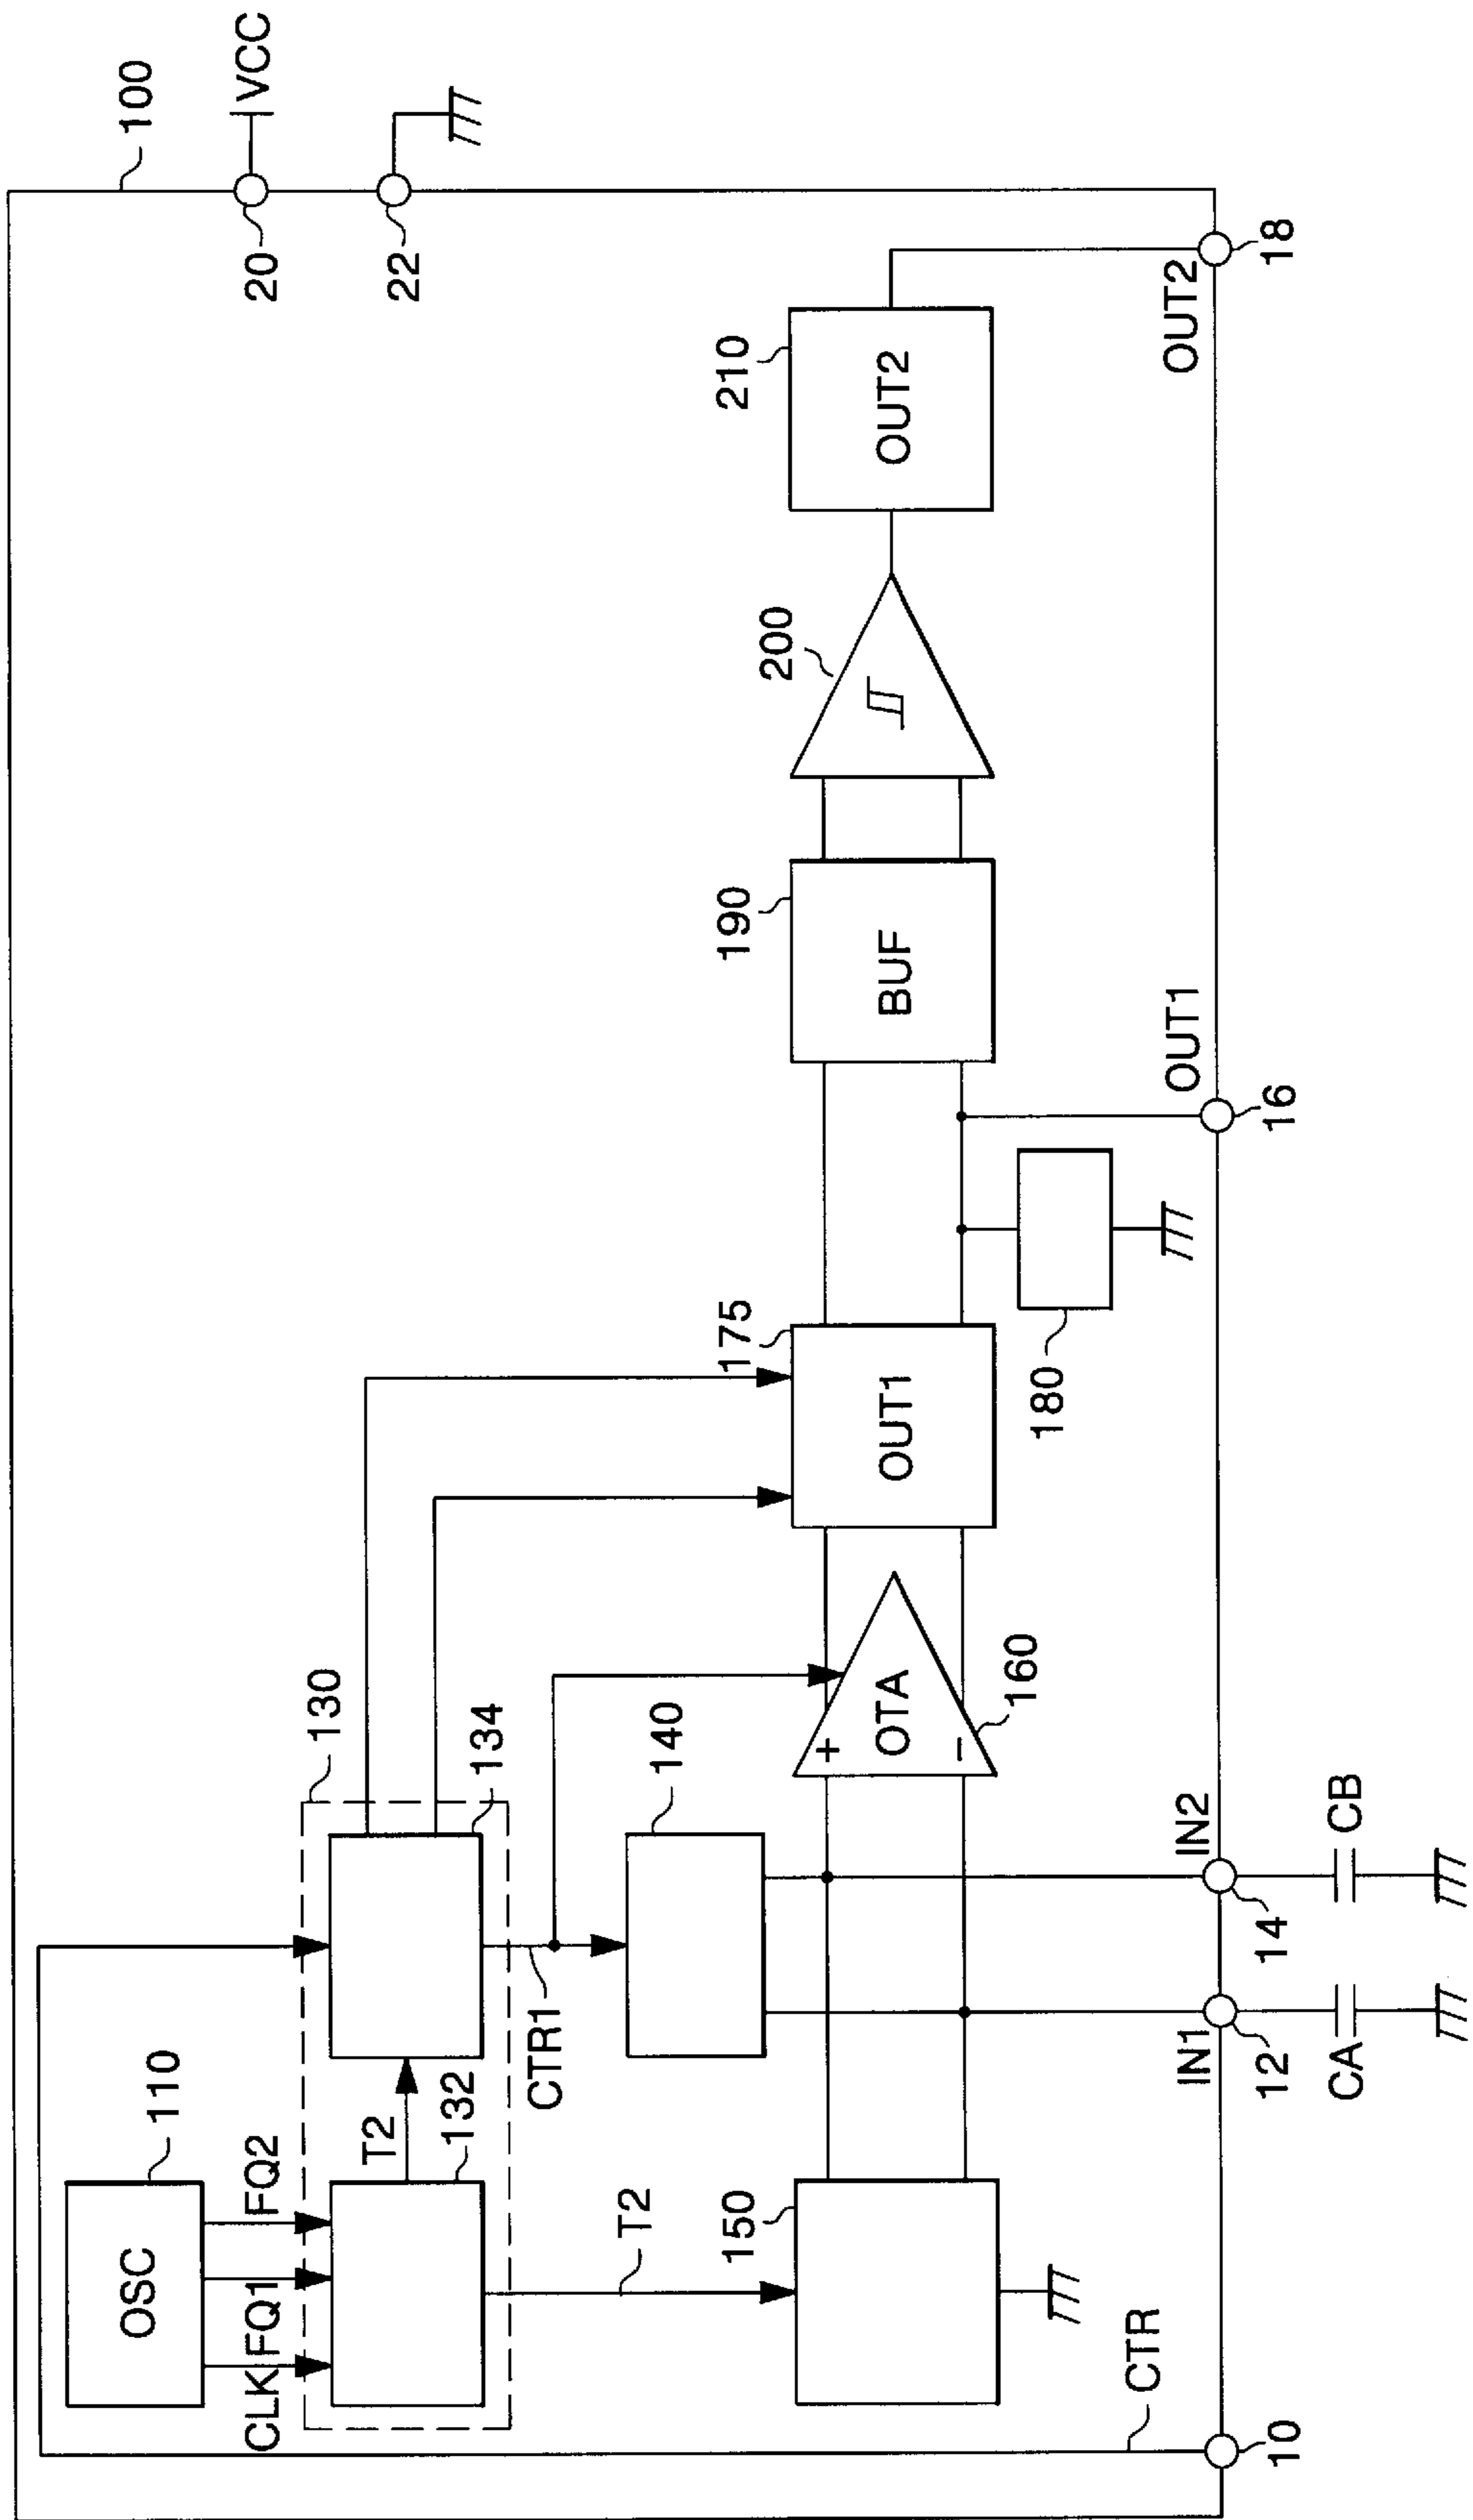 100
VCC
20
22
OSC
110
CLK
FQ1
FQ2
130
T2
132
134
CTR1
140
T2
150
+
OTA
−
160
175
OUT1
180
190
BUF
200
210
OUT2
CTR
10
IN1
12
CA
IN2
14
CB
OUT1
16
OUT2
18